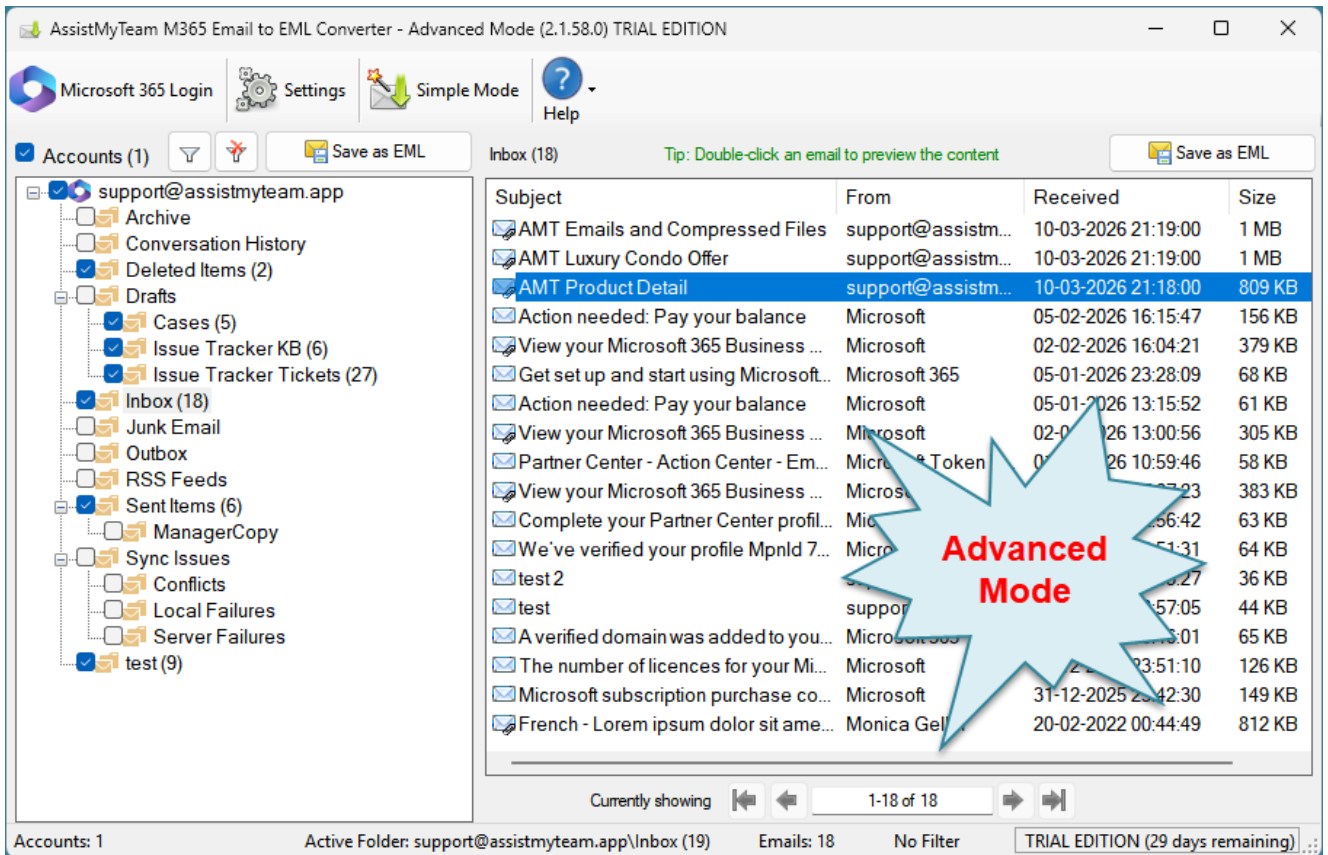 AssistMyTeam M365 Email to EML Converter - Advanced Mode (2.1.58.0) TRIAL EDITION
Microsoft 365 Login Settings Simple Mode Help
Accounts (1) Save as EML
support@assistmyteam.app
Archive
Conversation History
Deleted Items (2)
Drafts
Cases (5)
Issue Tracker KB (6)
Issue Tracker Tickets (27)
Inbox (18)
Junk Email
Outbox
RSS Feeds
Sent Items (6)
ManagerCopy
Sync Issues
Conflicts
Local Failures
Server Failures
test (9)
Inbox (18) Tip: Double-click an email to preview the content Save as EML
Subject From Received Size
AMT Emails and Compressed Files support@assistm... 10-03-2026 21:19:00 1 MB
AMT Luxury Condo Offer support@assistm... 10-03-2026 21:19:00 1 MB
AMT Product Detail support@assistm... 10-03-2026 21:18:00 809 KB
Action needed: Pay your balance Microsoft 05-02-2026 16:15:47 156 KB
View your Microsoft 365 Business ... Microsoft 02-02-2026 16:04:21 379 KB
Get set up and start using Microsoft... Microsoft 365 05-01-2026 23:28:09 68 KB
Action needed: Pay your balance Microsoft 05-01-2026 13:15:52 61 KB
View your Microsoft 365 Business ... Microsoft 13:00:56 305 KB
Partner Center - Action Center - Em... Token 10:59:46 58 KB
View your Microsoft 365 Business ... 383 KB
Complete your Partner Center profil... 63 KB
We've verified your profile MpnId 7... 64 KB
test 2 36 KB
test 44 KB
A verified domain was added to you... 65 KB
The number of licences for your Mi... Microsoft 126 KB
Microsoft subscription purchase co... Microsoft 31-12-2025 149 KB
French - Lorem ipsum dolor sit ame... Monica 20-02-2022 00:44:49 812 KB
Advanced
Mode
Currently showing 1-18 of 18
Accounts: 1 Active Folder: support@assistmyteam.app\Inbox (19) Emails: 18 No Filter TRIAL EDITION (29 days remaining)